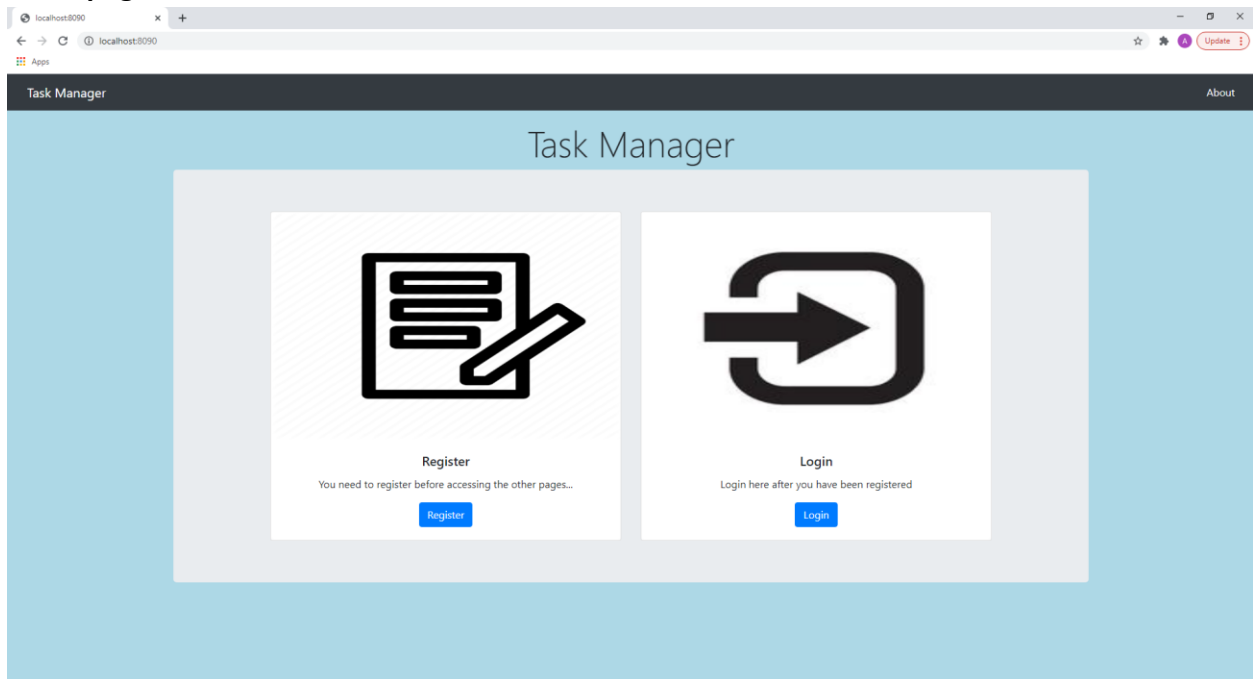 localhost:8090
localhost:8090
A
Update
Apps
Task Manager
About
Task Manager
Register
You need to register before accessing the other pages...
Register
Login
Login here after you have been registered
Login